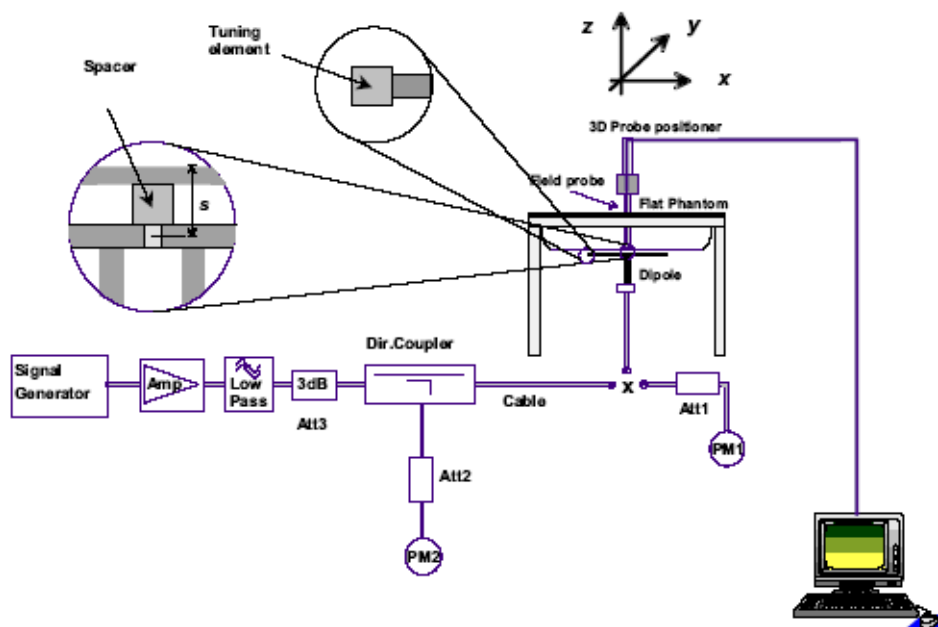 Tuning
element
Spacer
z
y
x
s
3D Probe positioner
Field probe
Flat Phantom
Dipole
Dir.Coupler
Signal
Generator
Amp
Low
Pass
3dB
Att3
Cable
x
Att1
PM1
Att2
PM2